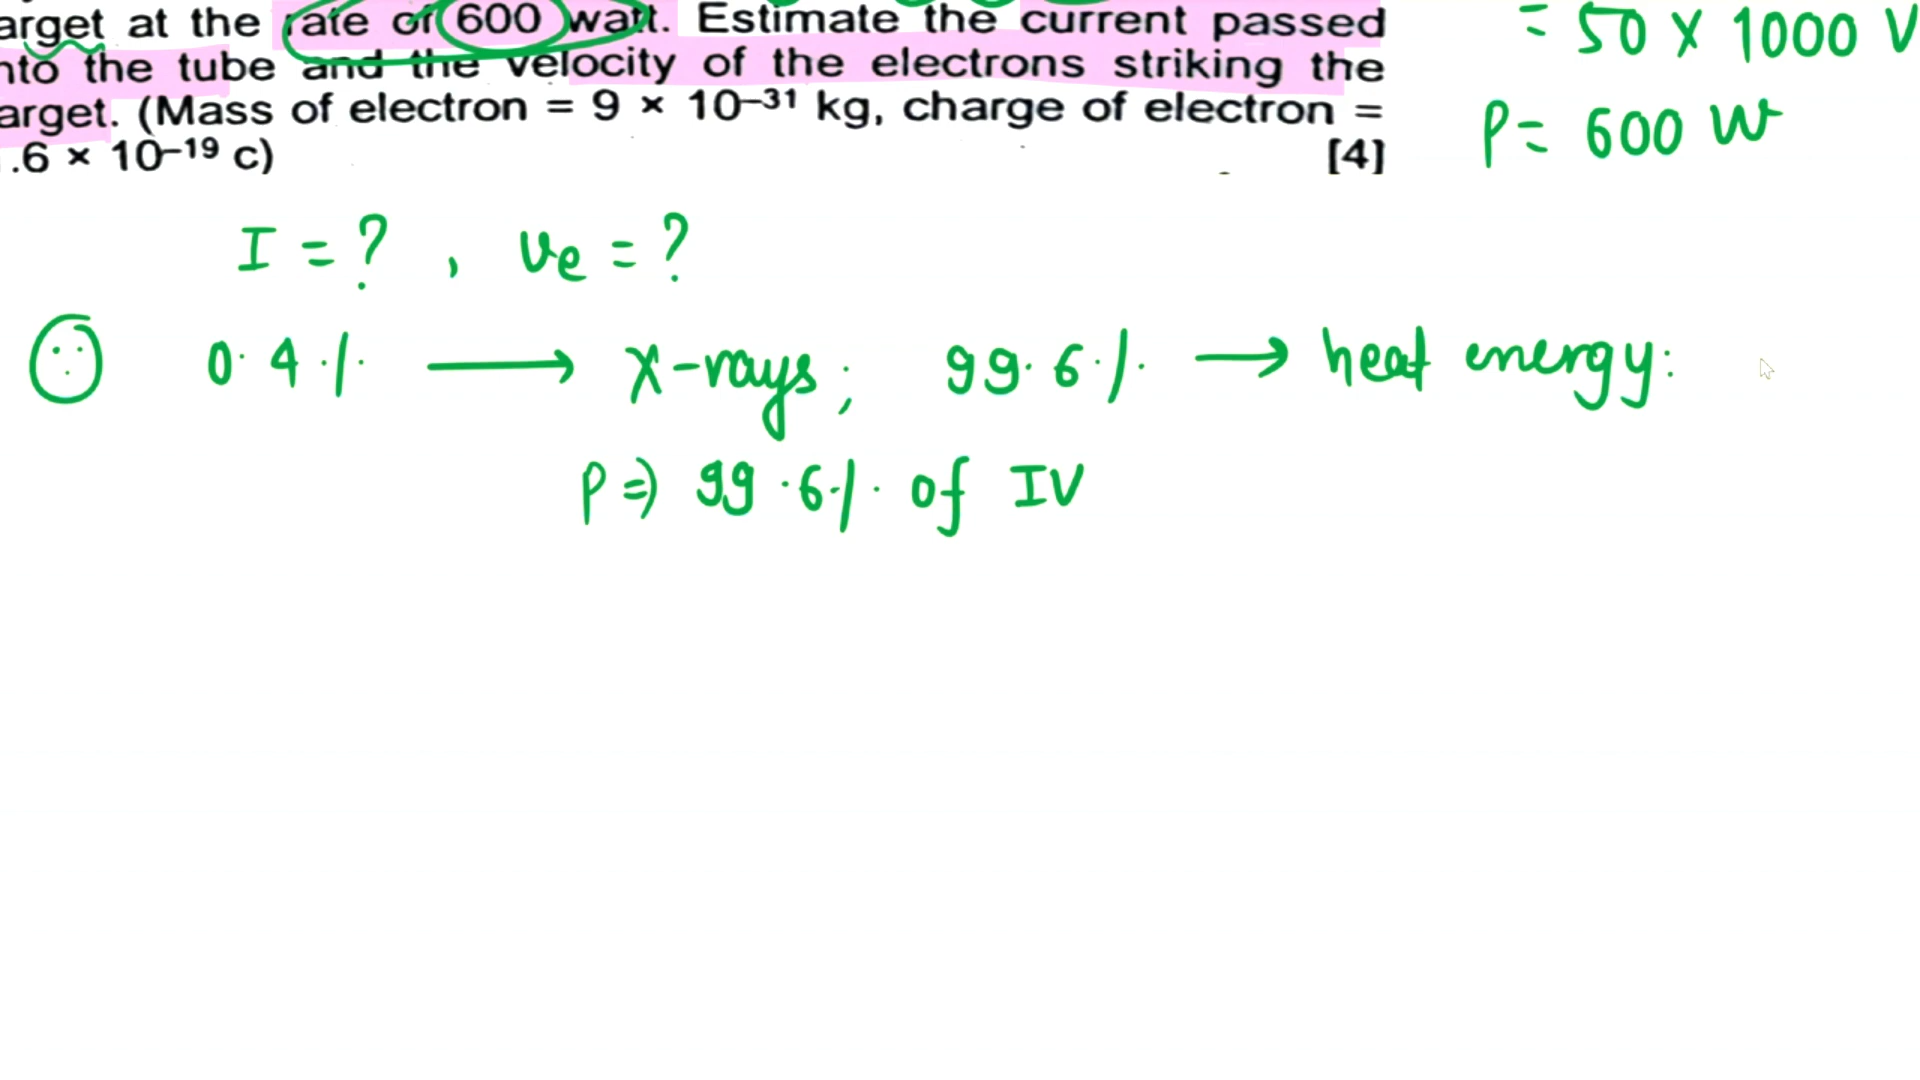 arget at the rate of 600 watt. Estimate the current passed
nto the tube and the velocity of the electrons striking the
arget. (Mass of electron = 9 × 10–31 kg, charge of electron =
.6 × 10–19 c) [4]
= 50 x 1000 V
P = 600 W
I = ? , ve = ?
∵ 0.4% → X-rays; 99.6% → heat energy:
P ⇒ 99.6% of IV